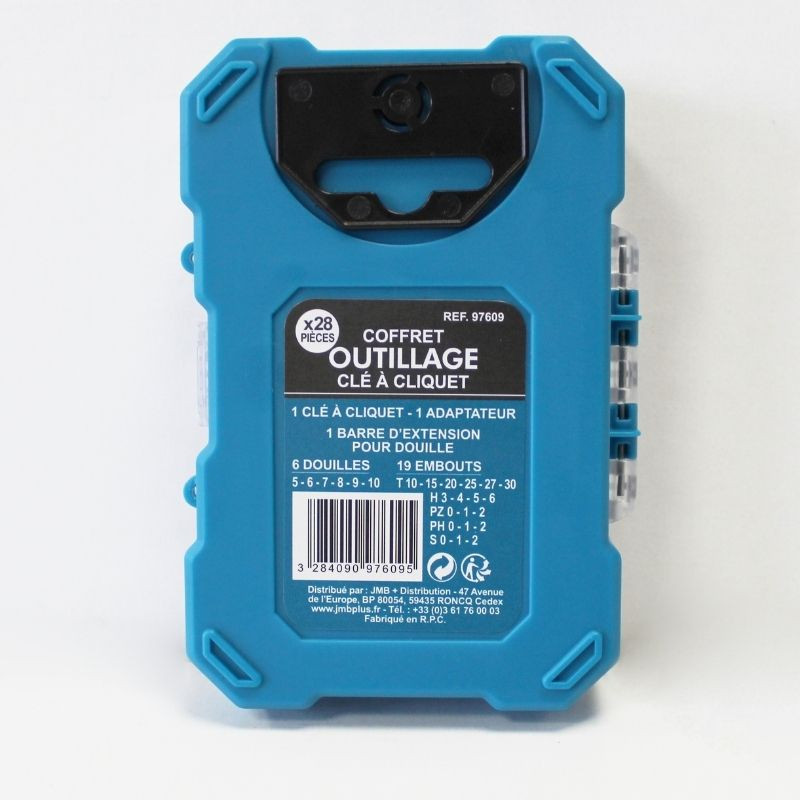 x28
PIÈCES
REF. 97609
COFFRET
OUTILLAGE
CLÉ À CLIQUET
1 CLÉ À CLIQUET - 1 ADAPTATEUR
1 BARRE D'EXTENSION
POUR DOUILLE
6 DOUILLES
5 - 6 - 7 - 8 - 9 - 10
19 EMBOUTS
T 10 - 15 - 20 - 25 - 27 - 30
H 3 - 4 - 5 - 6
PZ 0 - 1 - 2
PH 0 - 1 - 2
S 0 - 1 - 2
3 284090 976095
Distribué par : JMB + Distribution - 47 Avenue
de l'Europe, BP 80054, 59435 RONCQ Cedex
www.jmbplus.fr - Tél. : +33 (0)3 61 76 00 03
Fabriqué en R.P.C.